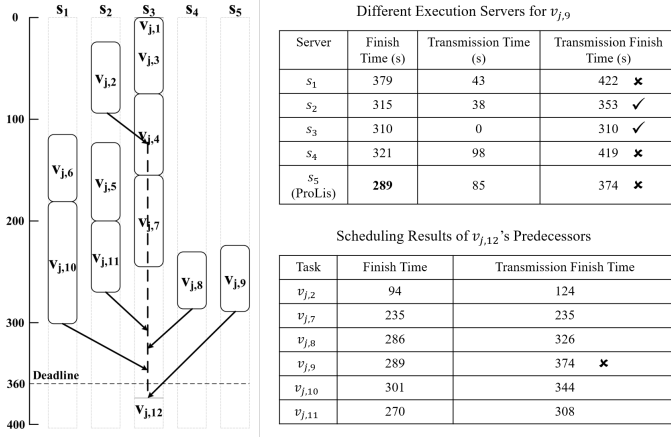 s₁ s₂ s₃ s₄ s₅
0
100
200
300
360
400
Deadline
vⱼ,₁
vⱼ,₃
vⱼ,₂
vⱼ,₄
vⱼ,₆
vⱼ,₅
vⱼ,₇
vⱼ,₁₀
vⱼ,₁₁
vⱼ,₈
vⱼ,₉
vⱼ,₁₂
Different Execution Servers for vⱼ,₉
Server Finish Time (s) Transmission Time (s) Transmission Finish Time (s)
s₁ 379 43 422 ✘
s₂ 315 38 353 ✓
s₃ 310 0 310 ✓
s₄ 321 98 419 ✘
s₅ (ProLis) 289 85 374 ✘
Scheduling Results of vⱼ,₁₂'s Predecessors
Task Finish Time Transmission Finish Time
vⱼ,₂ 94 124
vⱼ,₇ 235 235
vⱼ,₈ 286 326
vⱼ,₉ 289 374 ✘
vⱼ,₁₀ 301 344
vⱼ,₁₁ 270 308